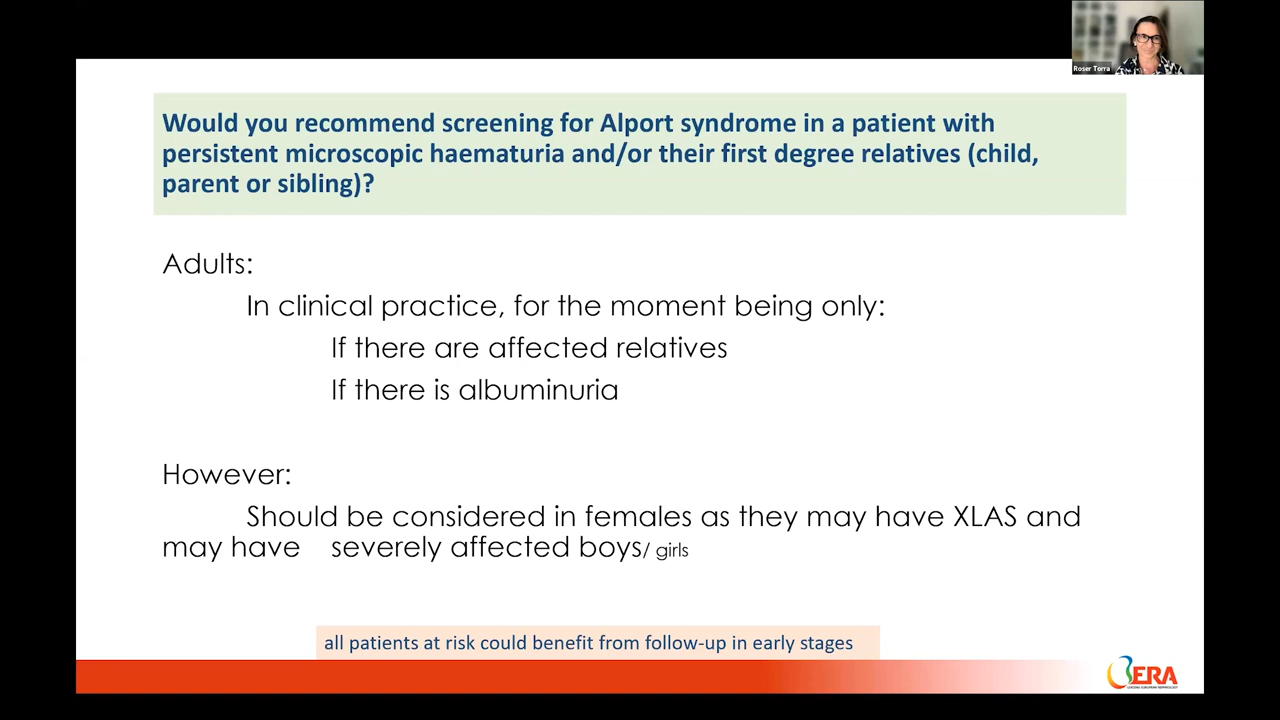 Roser Torra
Would you recommend screening for Alport syndrome in a patient with
persistent microscopic haematuria and/or their first degree relatives (child,
parent or sibling)?
Adults:
In clinical practice, for the moment being only:
If there are affected relatives
If there is albuminuria
However:
Should be considered in females as they may have XLAS and
may have severely affected boys/ girls
all patients at risk could benefit from follow-up in early stages
ERA
LEADING EUROPEAN NEPHROLOGY